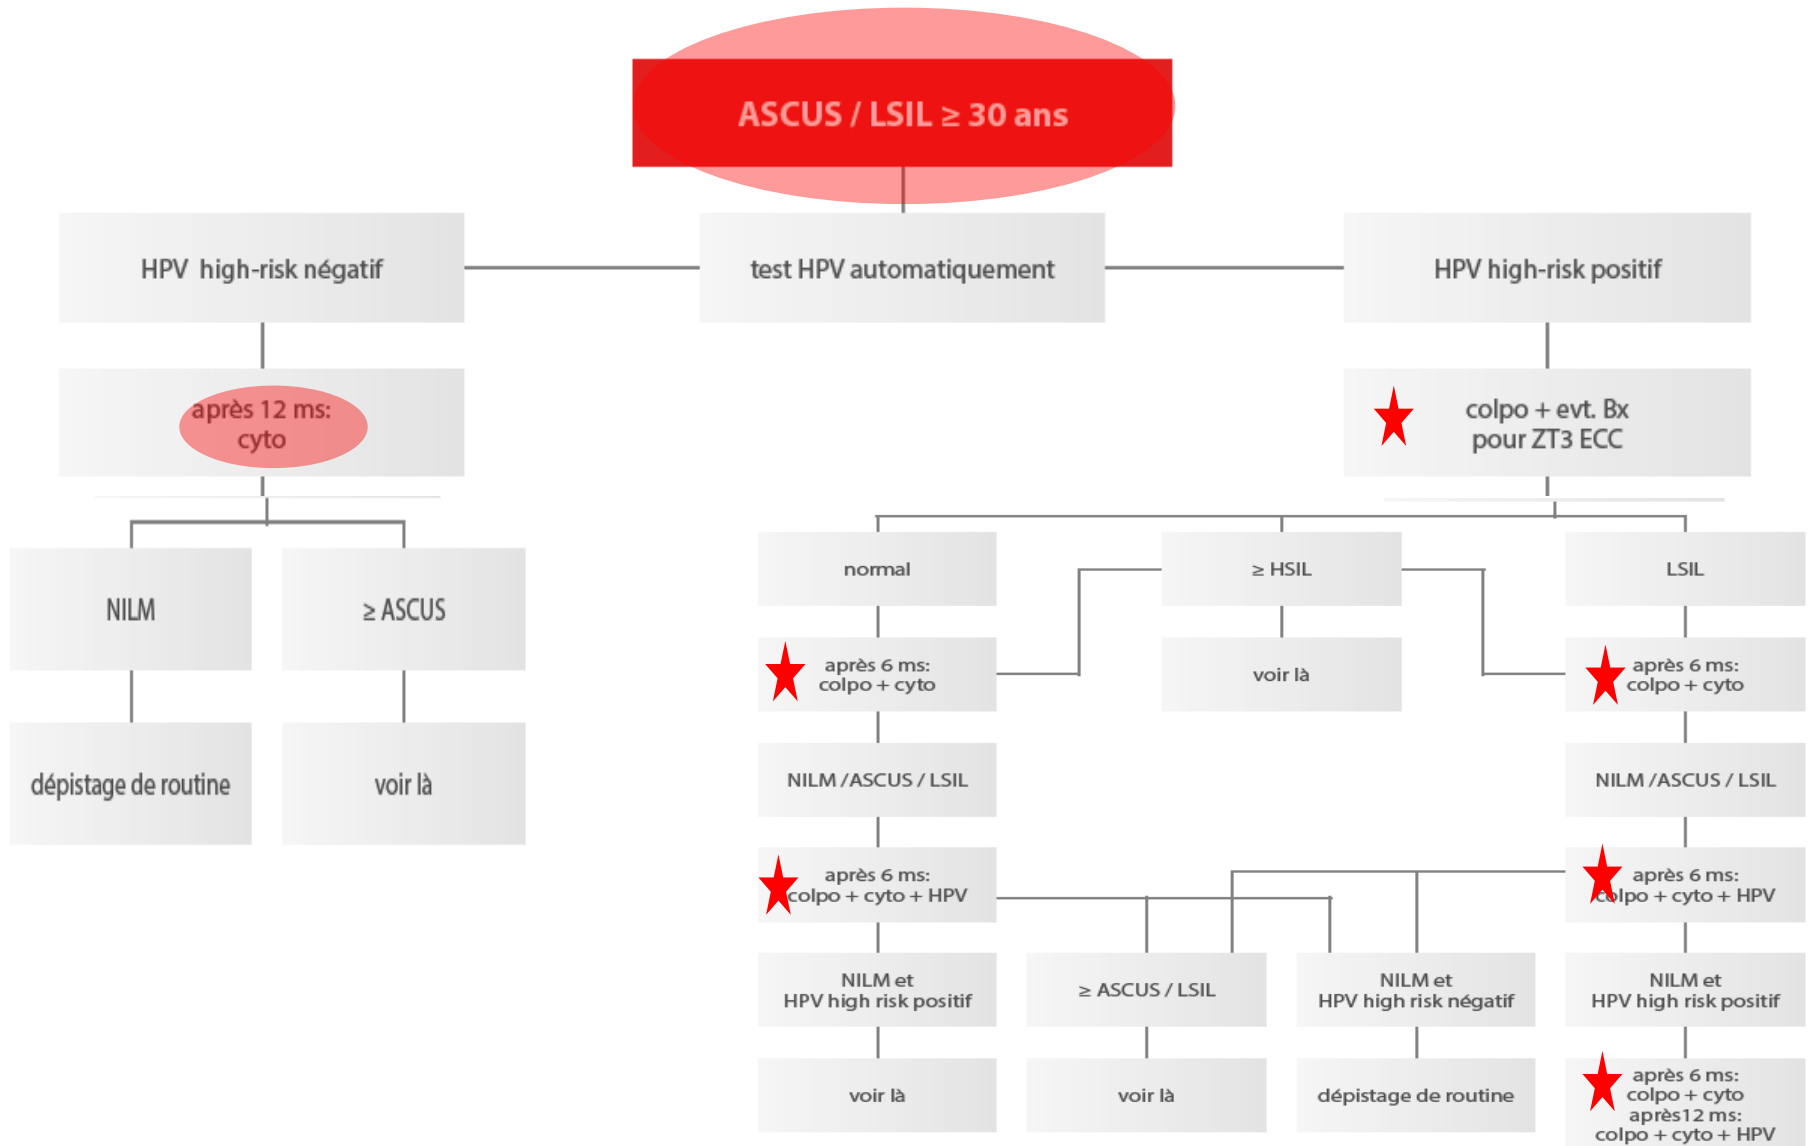 ASCUS / LSIL ≥ 30 ans
HPV high-risk négatif
test HPV automatiquement
HPV high-risk positif
après 12 ms:
cyto
colpo + evt. Bx
pour ZT3 ECC
NILM
≥ ASCUS
dépistage de routine
voir là
normal
≥ HSIL
LSIL
après 6 ms:
colpo + cyto
voir là
après 6 ms:
colpo + cyto
NILM /ASCUS / LSIL
NILM /ASCUS / LSIL
après 6 ms:
colpo + cyto + HPV
après 6 ms:
colpo + cyto + HPV
NILM et
HPV high risk positif
≥ ASCUS / LSIL
NILM et
HPV high risk négatif
NILM et
HPV high risk positif
voir là
voir là
dépistage de routine
après 6 ms:
colpo + cyto
après12 ms:
colpo + cyto + HPV